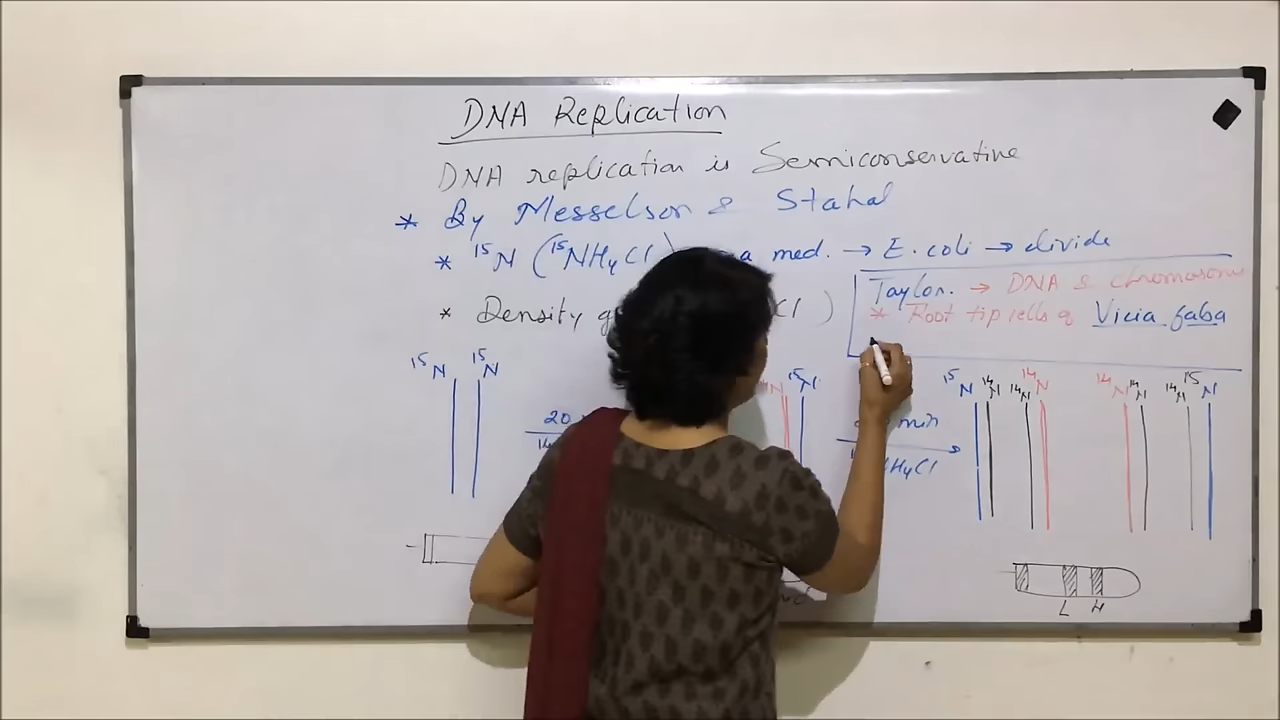 DNA Replication
DNA replication is Semiconservative
* By Messelson & Stahal
* ¹⁵N (¹⁵NH₄Cl) med. → E.coli → divide
Taylor. → DNA & chromosome
* Root tip cells of Vicia faba
* Density g Cl )
¹⁵N ¹⁵N
20
N ¹⁵N
min
H₄Cl
¹⁵N ¹⁴N ¹⁴N ¹⁴N
¹⁴N ¹⁴N ¹⁴N ¹⁵N
L H